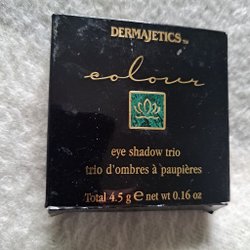 DERMAJETICS™
colour
eye shadow trio
trio d'ombres à paupières
Total 4.5 g e net wt 0.16 oz